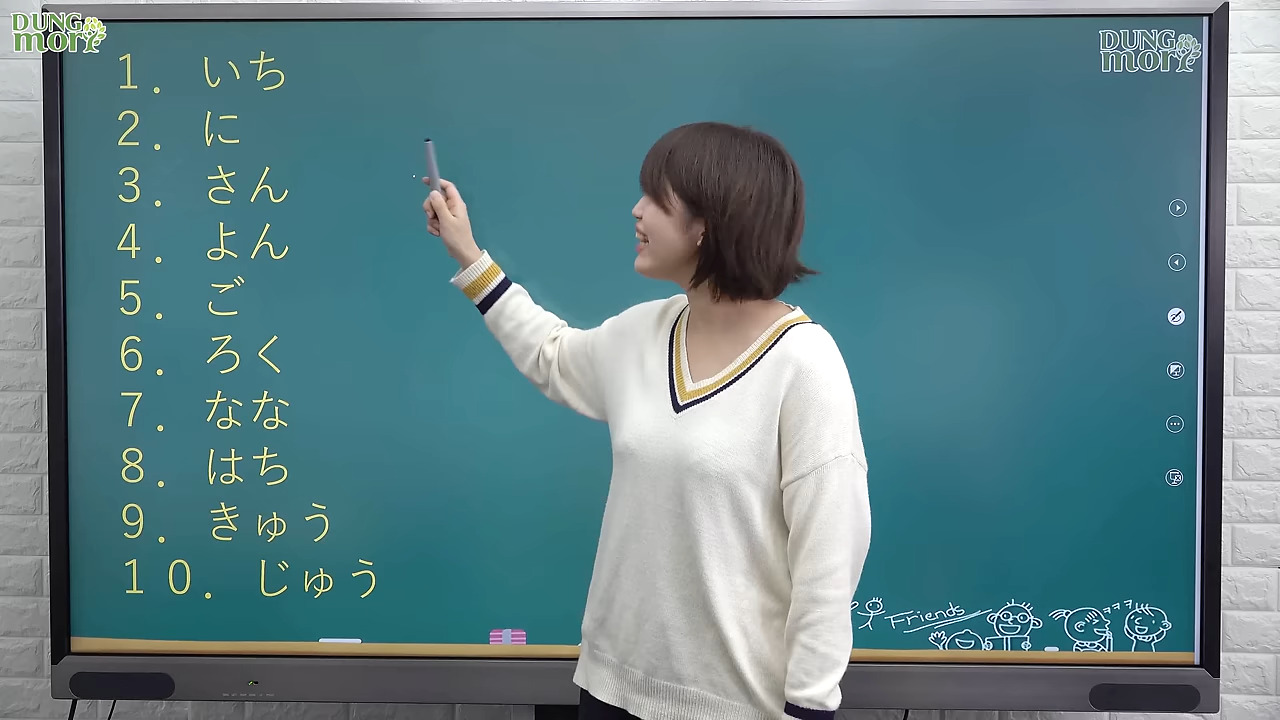 DUNG
mori
DUNG
mori
1. いち
2. に
3. さん
4. よん
5. ご
6. ろく
7. なな
8. はち
9. きゅう
10. じゅう
Friends